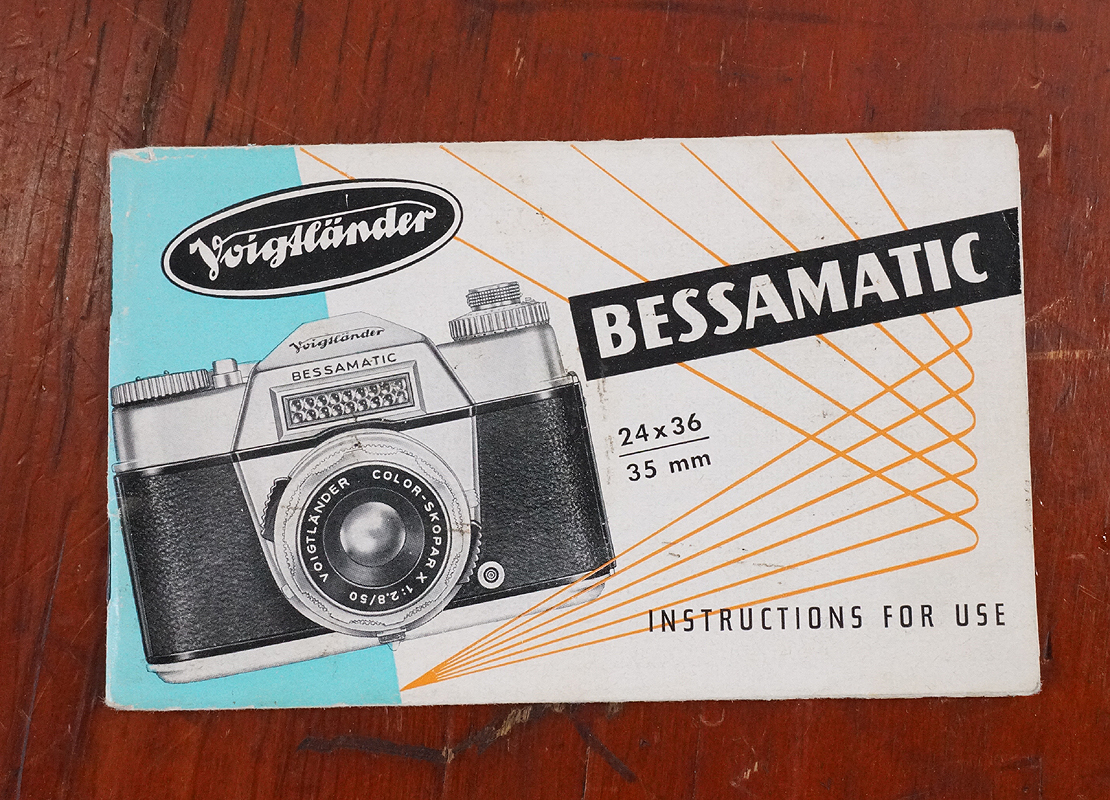 Voigtländer
BESSAMATIC
Voigtländer
BESSAMATIC
24x36
35 mm
VOIGTLÄNDER COLOR-SKOPAR X 1:2,8/50
INSTRUCTIONS FOR USE